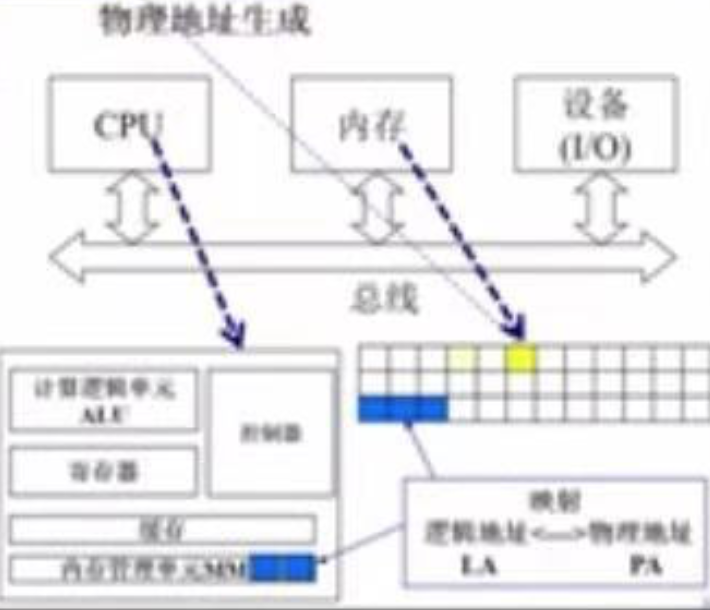 物理地址生成
CPU
内存
设备
(I/O)
总线
计算逻辑单元
ALU
控制器
寄存器
缓存
内存管理单元MM
映射
逻辑地址<--->物理地址
LA PA